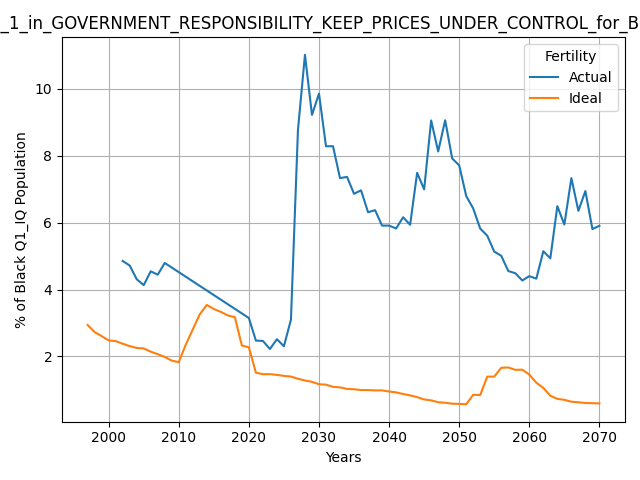 _1_in_GOVERNMENT_RESPONSIBILITY_KEEP_PRICES_UNDER_CONTROL_for_B
Fertility
Actual
Ideal
% of Black Q1_IQ Population
10
8
6
4
2
2000 2010 2020 2030 2040 2050 2060 2070
Years